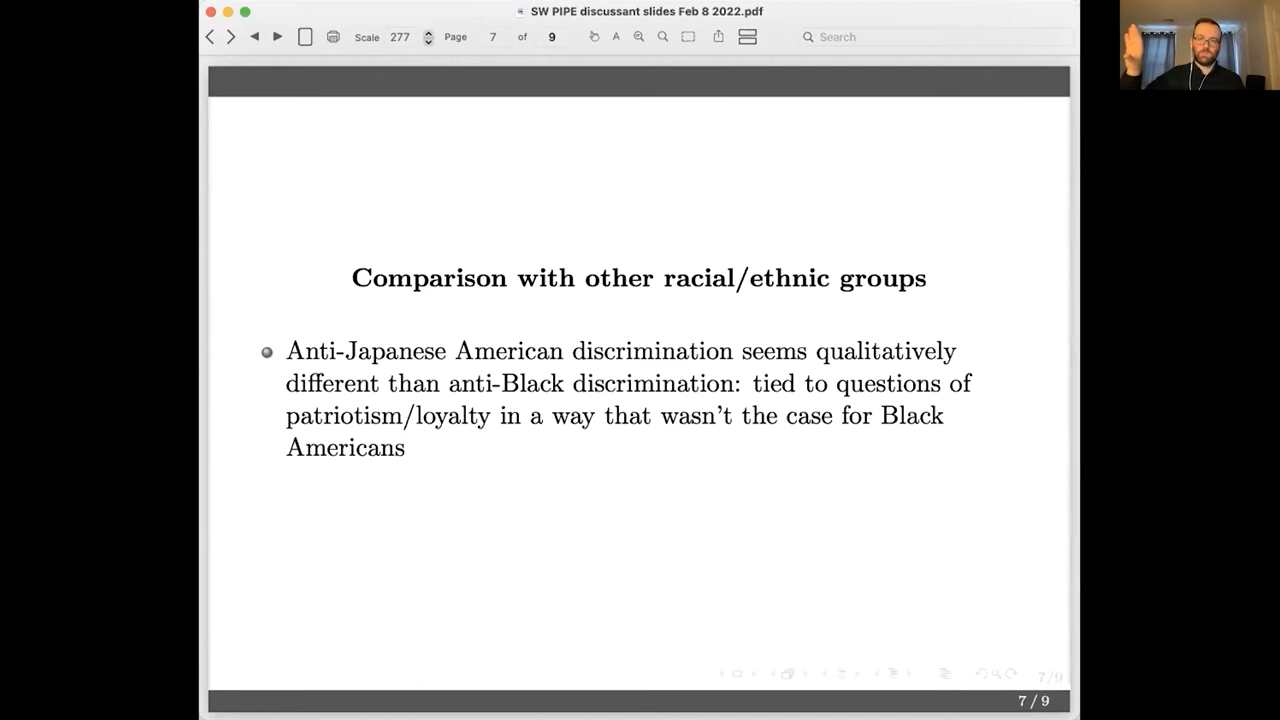 SW PIPE discussant slides Feb 8 2022.pdf
Scale 277 Page 7 of 9 Search
Comparison with other racial/ethnic groups
Anti-Japanese American discrimination seems qualitatively
different than anti-Black discrimination: tied to questions of
patriotism/loyalty in a way that wasn't the case for Black
Americans
7/9
7 / 9